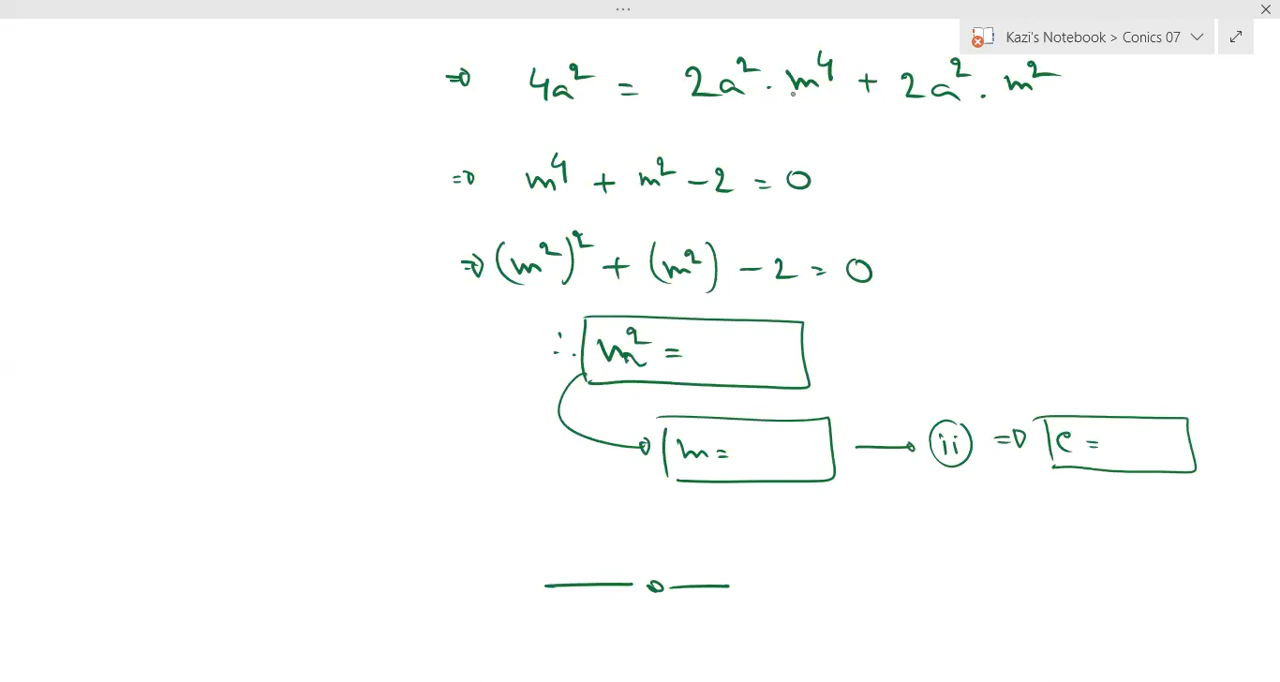 Kazi's Notebook > Conics 07
⇒ 4a² = 2a² · m⁴ + 2a² · m²
⇒ m⁴ + m² - 2 = 0
⇒ (m²)² + (m²) - 2 = 0
∴ m² =
m = → ii ⇒ c =